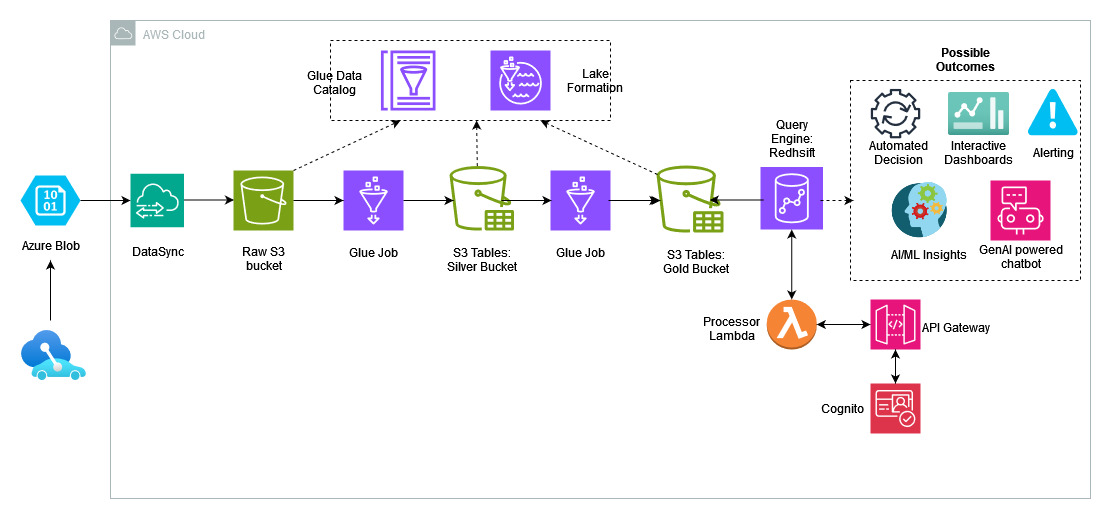 AWS Cloud
Glue Data
Catalog
Lake
Formation
Possible
Outcomes
Query
Engine:
Redhsift
Automated
Decision
Interactive
Dashboards
Alerting
10
01
Azure Blob
DataSync
Raw S3
bucket
Glue Job
S3 Tables:
Silver Bucket
Glue Job
S3 Tables:
Gold Bucket
AI/ML Insights
GenAI powered
chatbot
Processor
Lambda
</>
API Gateway
Cognito